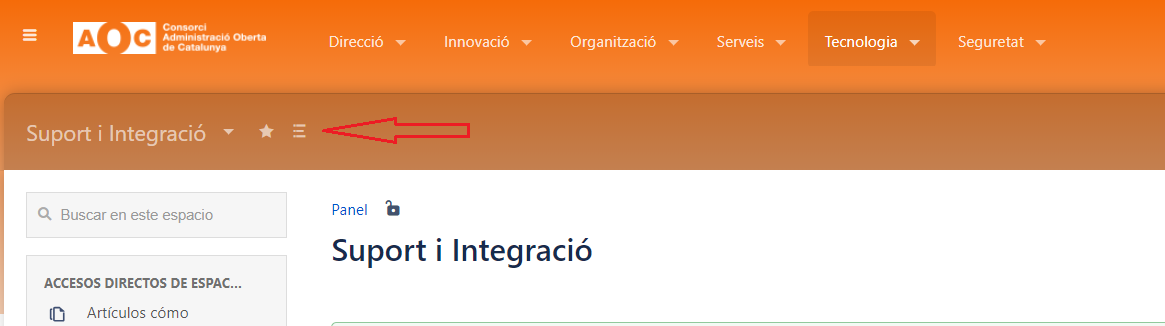 AOC
Consorci
Administració Oberta
de Catalunya
Direcció
Innovació
Organització
Serveis
Tecnologia
Seguretat
Suport i Integració
Buscar en este espacio
ACCESOS DIRECTOS DE ESPAC...
Artículos cómo
Panel
Suport i Integració